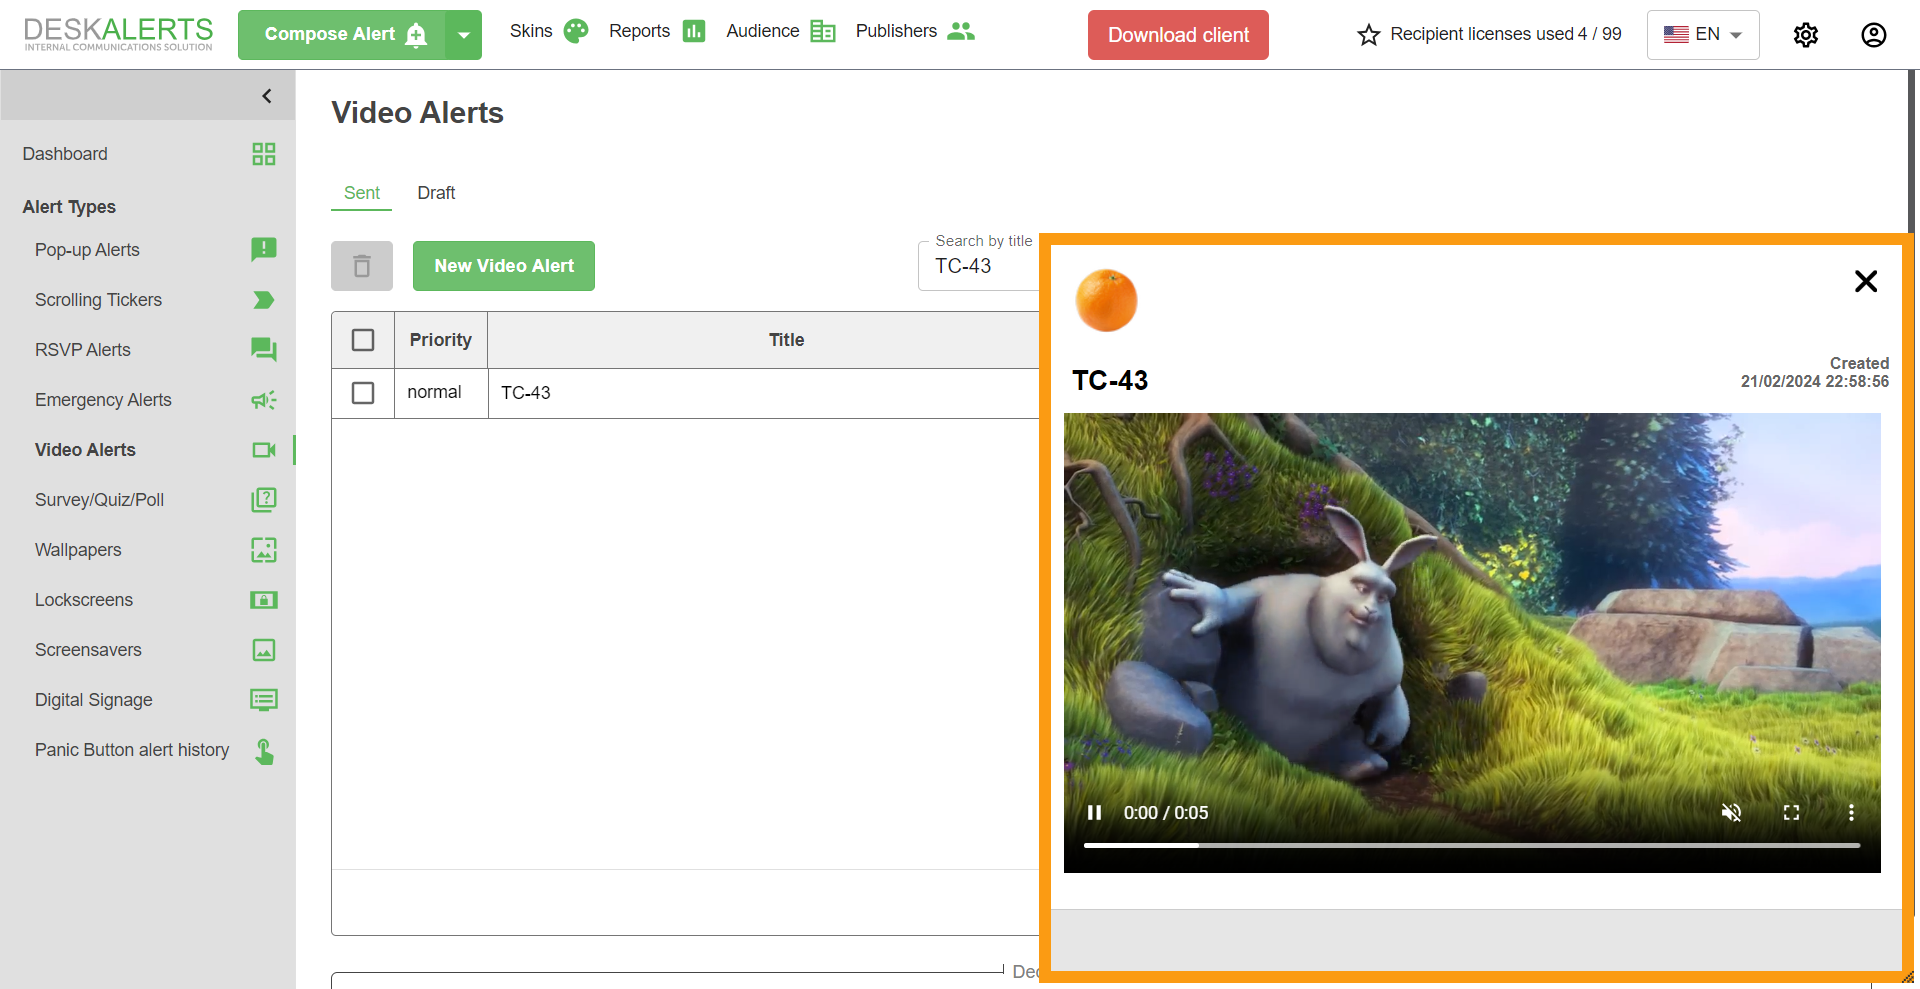 DESKALERTS
INTERNAL COMMUNICATIONS SOLUTION
Compose Alert
Skins
Reports
Audience
Publishers
Download client
Recipient licenses used 4 / 99
EN
Dashboard
Alert Types
Pop-up Alerts
Scrolling Tickers
RSVP Alerts
Emergency Alerts
Video Alerts
Survey/Quiz/Poll
Wallpapers
Lockscreens
Screensavers
Digital Signage
Panic Button alert history
Video Alerts
Sent
Draft
New Video Alert
Search by title
TC-43
Priority
Title
normal
TC-43
Created
21/02/2024 22:58:56
TC-43
0:00 / 0:05